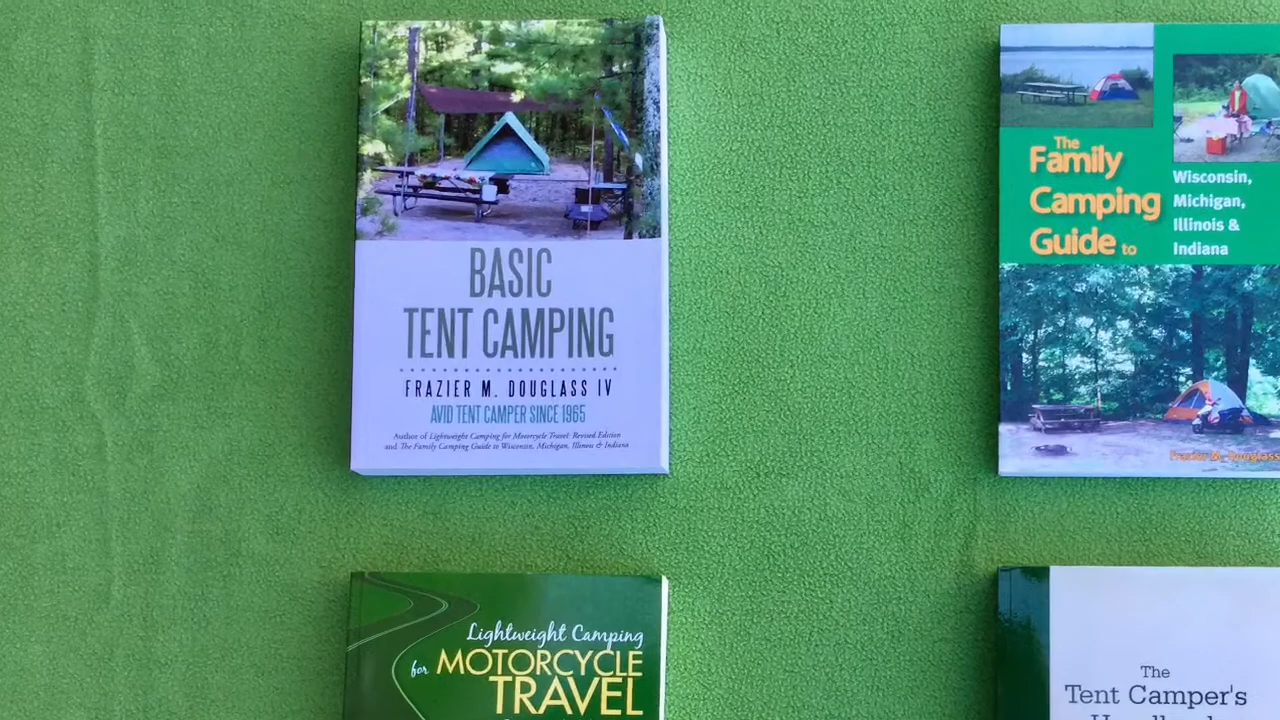 BASIC
TENT CAMPING
FRAZIER M. DOUGLASS IV
AVID TENT CAMPER SINCE 1965
Author of Lightweight Camping for Motorcycle Travel: Revised Edition
and The Family Camping Guide to Wisconsin, Michigan, Illinois & Indiana
The
Family
Camping
Guide to
Wisconsin,
Michigan,
Illinois &
Indiana
Frazier M. Douglass
Lightweight Camping
for MOTORCYCLE
TRAVEL
The
Tent Camper's